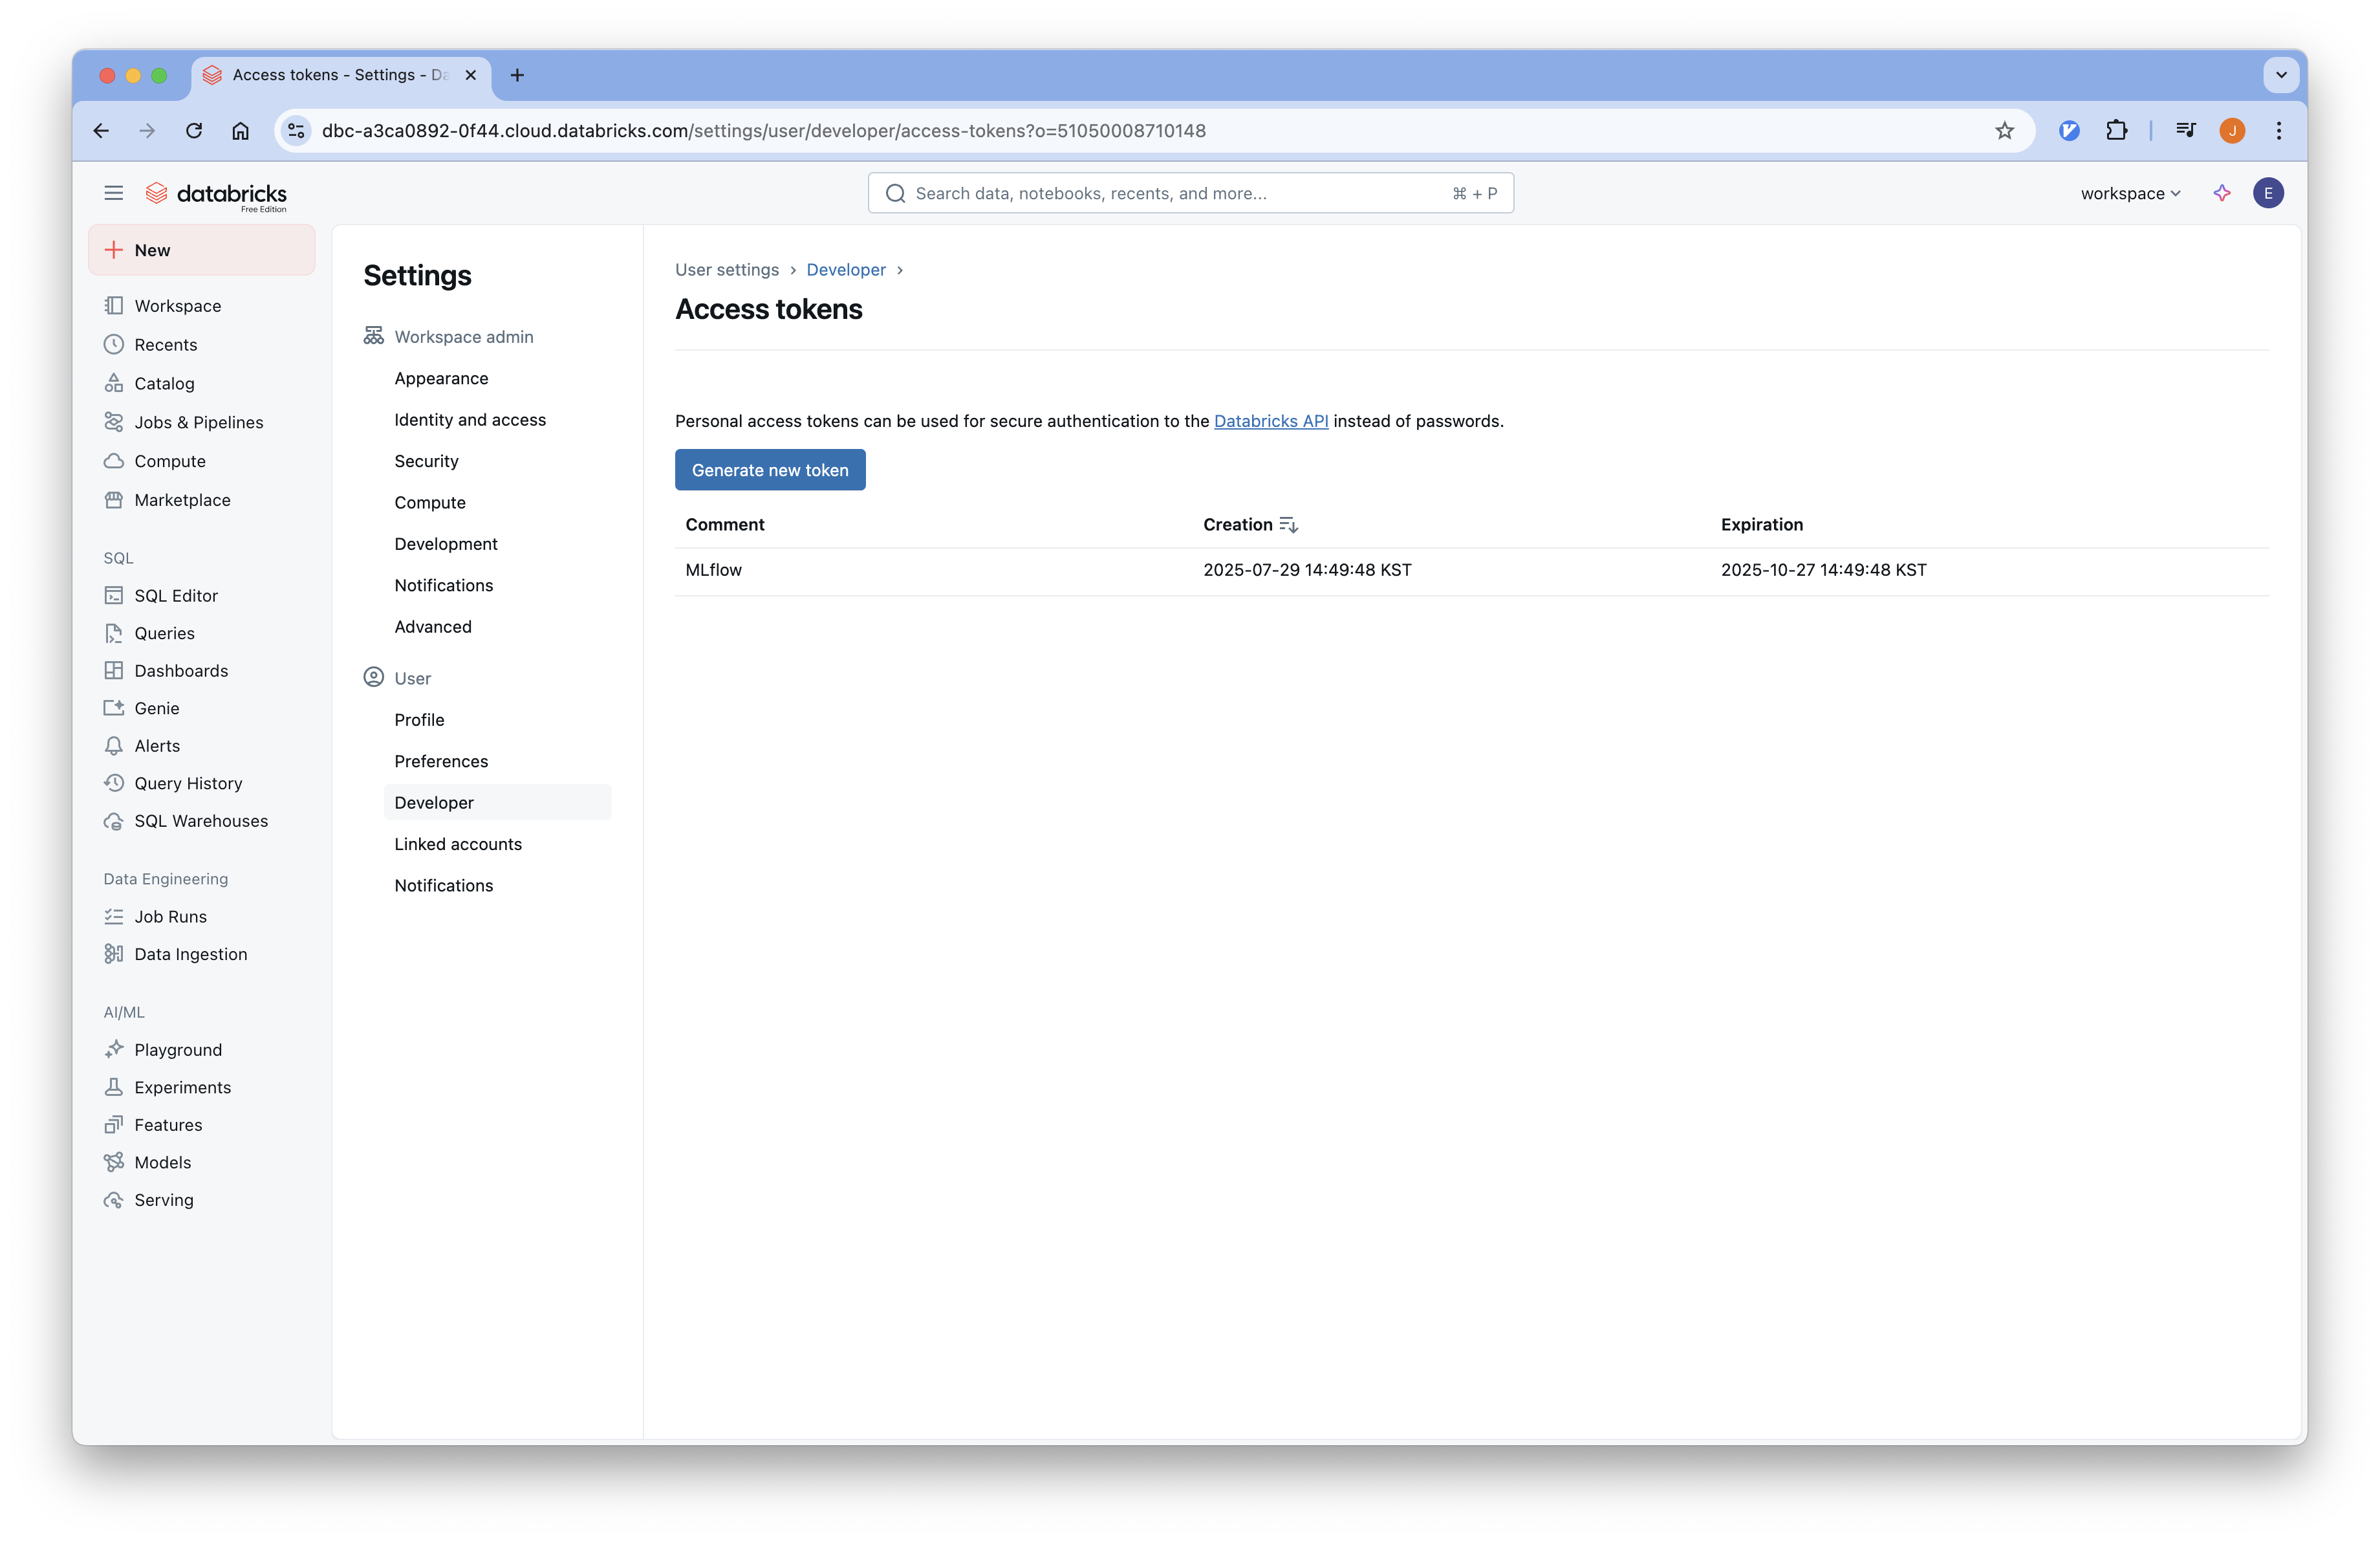 Access tokens - Settings - Da
dbc-a3ca0892-0f44.cloud.databricks.com/settings/user/developer/access-tokens?o=51050008710148
J
databricks
Free Edition
Search data, notebooks, recents, and more...
⌘ + P
workspace
E
New
Workspace
Recents
Catalog
Jobs & Pipelines
Compute
Marketplace
SQL
SQL Editor
Queries
Dashboards
Genie
Alerts
Query History
SQL Warehouses
Data Engineering
Job Runs
Data Ingestion
AI/ML
Playground
Experiments
Features
Models
Serving
Settings
Workspace admin
Appearance
Identity and access
Security
Compute
Development
Notifications
Advanced
User
Profile
Preferences
Developer
Linked accounts
Notifications
User settings › Developer ›
Access tokens
Personal access tokens can be used for secure authentication to the Databricks API instead of passwords.
Generate new token
Comment Creation Expiration
MLflow 2025-07-29 14:49:48 KST 2025-10-27 14:49:48 KST